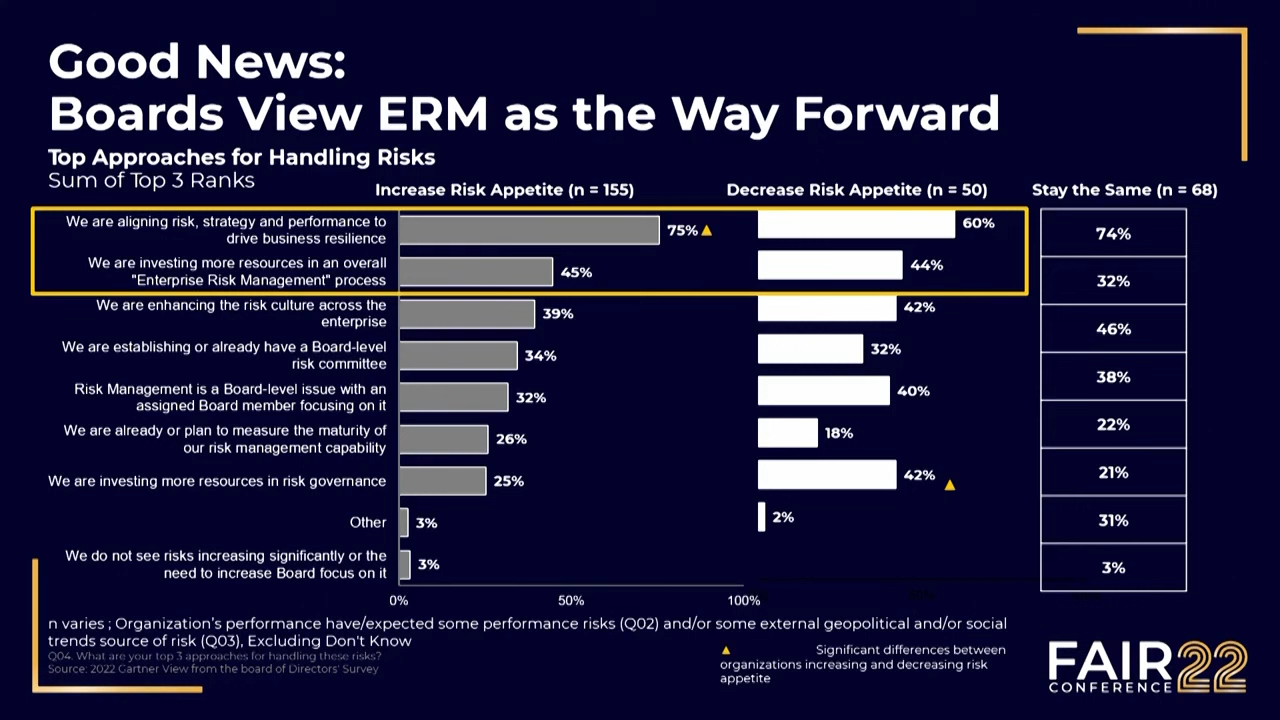 Good News:
Boards View ERM as the Way Forward
Top Approaches for Handling Risks
Sum of Top 3 Ranks
Increase Risk Appetite (n = 155)
Decrease Risk Appetite (n = 50)
Stay the Same (n = 68)
We are aligning risk, strategy and performance to
drive business resilience
75% ▲
60%
74%
We are investing more resources in an overall
"Enterprise Risk Management" process
45%
44%
32%
We are enhancing the risk culture across the
enterprise
39%
42%
46%
We are establishing or already have a Board-level
risk committee
34%
32%
38%
Risk Management is a Board-level issue with an
assigned Board member focusing on it
32%
40%
22%
We are already or plan to measure the maturity of
our risk management capability
26%
18%
21%
We are investing more resources in risk governance
25%
42% ▲
31%
Other
3%
2%
3%
We do not see risks increasing significantly or the
need to increase Board focus on it
3%
0%
50%
100%
n varies ; Organization's performance have/expected some performance risks (Q02) and/or some external geopolitical and/or social
trends source of risk (Q03), Excluding Don't Know
Q04. What are your top 3 approaches for handling these risks?
Source: 2022 Gartner View from the board of Directors' Survey
▲ Significant differences between
organizations increasing and decreasing risk
appetite
FAIR 22
CONFERENCE